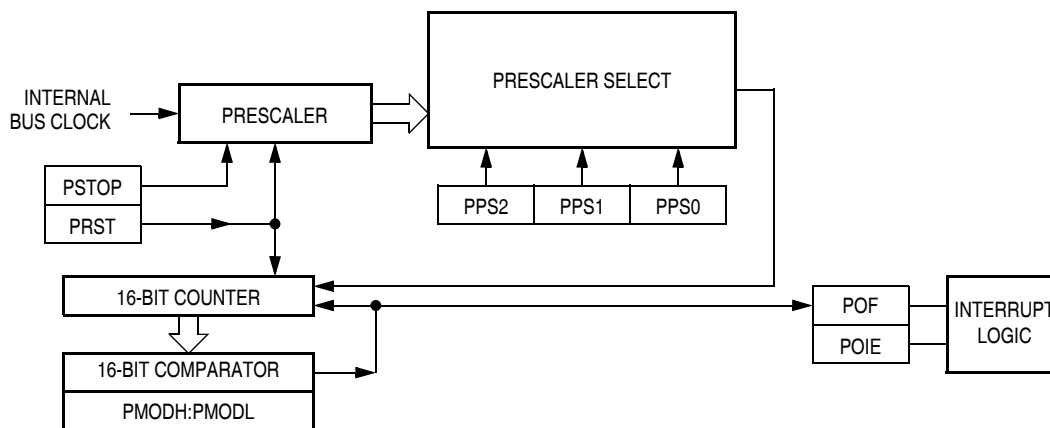 PRESCALER SELECT
INTERNAL
BUS CLOCK
PRESCALER
PSTOP
PRST
PPS2
PPS1
PPS0
16-BIT COUNTER
POF
POIE
INTERRUPT
LOGIC
16-BIT COMPARATOR
PMODH:PMODL